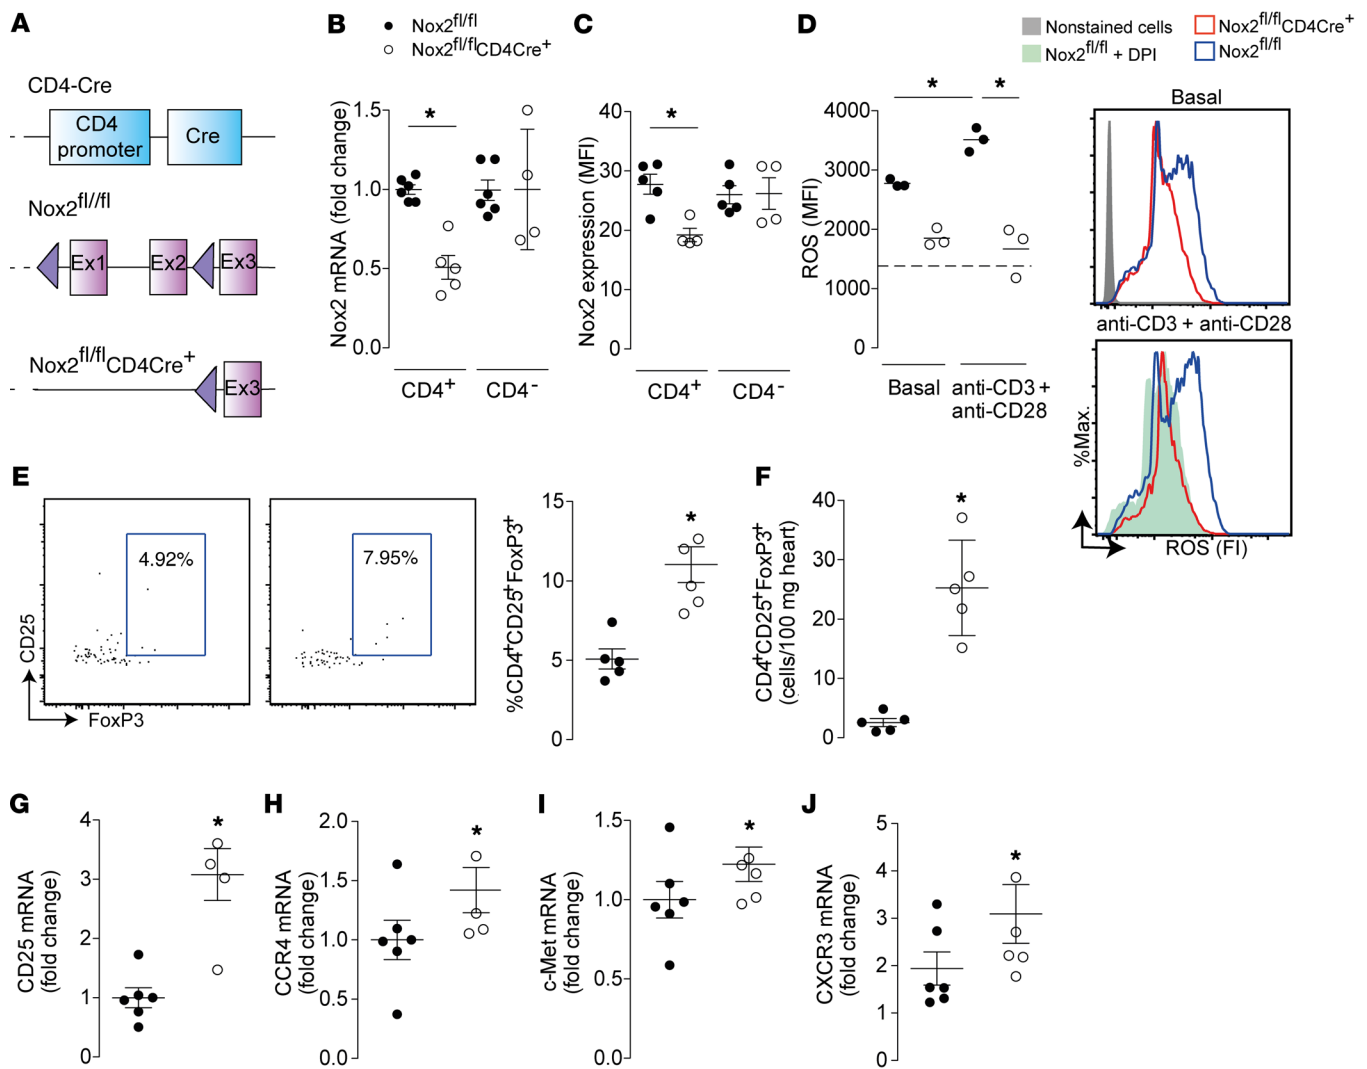 A
CD4-Cre
CD4
promoter
Cre
Nox2fl//fl
Ex1
Ex2
Ex3
Nox2fl/flCD4Cre+
Ex3
B
Nox2fl/fl
Nox2fl/flCD4Cre+
Nox2 mRNA (fold change)
1.5
1.0
0.5
0.0
*
CD4+
CD4-
C
Nox2 expression (MFI)
40
30
20
10
0
*
CD4+
CD4-
D
Nonstained cells
Nox2fl/flCD4Cre+
Nox2fl/fl + DPI
Nox2fl/fl
ROS (MFI)
4000
3000
2000
1000
0
*
*
Basal
anti-CD3 +
anti-CD28
Basal
anti-CD3 + anti-CD28
%Max.
ROS (FI)
E
4.92%
7.95%
CD25
FoxP3
%CD4+CD25+FoxP3+
15
10
5
0
*
F
CD4+CD25+FoxP3+
(cells/100 mg heart)
40
30
20
10
0
*
G
CD25 mRNA
(fold change)
4
3
2
1
0
*
H
CCR4 mRNA
(fold change)
2.0
1.5
1.0
0.5
0.0
*
I
c-Met mRNA
(fold change)
1.5
1.0
0.5
0.0
*
J
CXCR3 mRNA
(fold change)
5
4
3
2
1
0
*